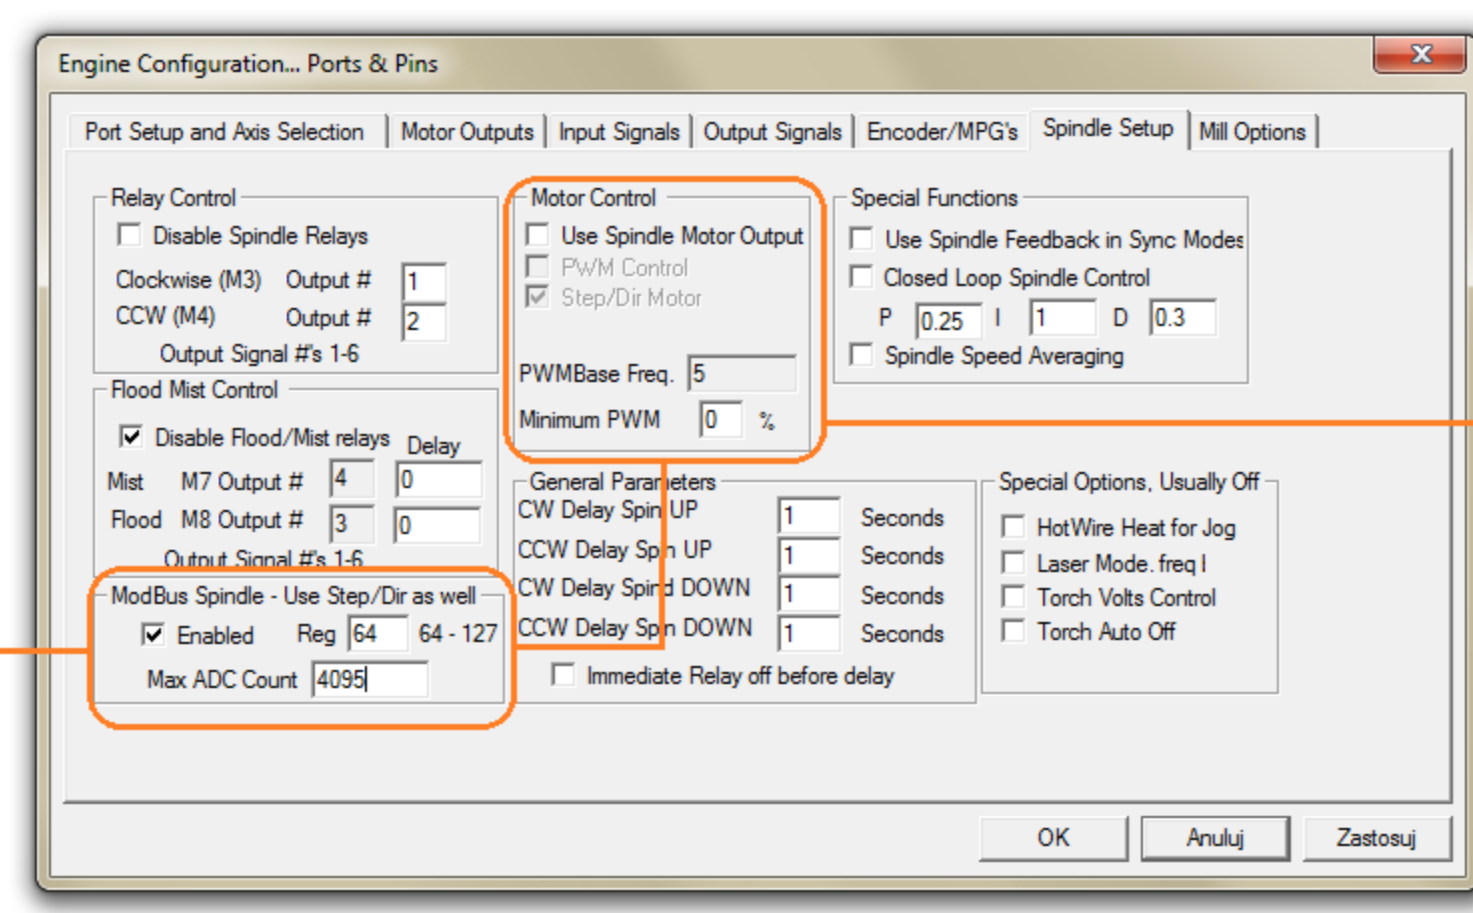 Engine Configuration... Ports & Pins
X
Port Setup and Axis Selection Motor Outputs Input Signals Output Signals Encoder/MPG's Spindle Setup Mill Options
Relay Control
Disable Spindle Relays
Clockwise (M3) Output # 1
CCW (M4) Output # 2
Output Signal #'s 1-6
Flood Mist Control
Disable Flood/Mist relays Delay
Mist M7 Output # 4 0
Flood M8 Output # 3 0
Output Signal #'s 1-6
ModBus Spindle - Use Step/Dir as well
Enabled Reg 64 64 - 127
Max ADC Count 4095
Motor Control
Use Spindle Motor Output
PWM Control
Step/Dir Motor
PWMBase Freq. 5
Minimum PWM 0 %
General Parameters
CW Delay Spin UP 1 Seconds
CCW Delay Spin UP 1 Seconds
CW Delay Spind DOWN 1 Seconds
CCW Delay Spin DOWN 1 Seconds
Immediate Relay off before delay
Special Functions
Use Spindle Feedback in Sync Modes
Closed Loop Spindle Control
P 0.25 I 1 D 0.3
Spindle Speed Averaging
Special Options, Usually Off
HotWire Heat for Jog
Laser Mode. freq
Torch Volts Control
Torch Auto Off
OK Anuluj Zastosuj